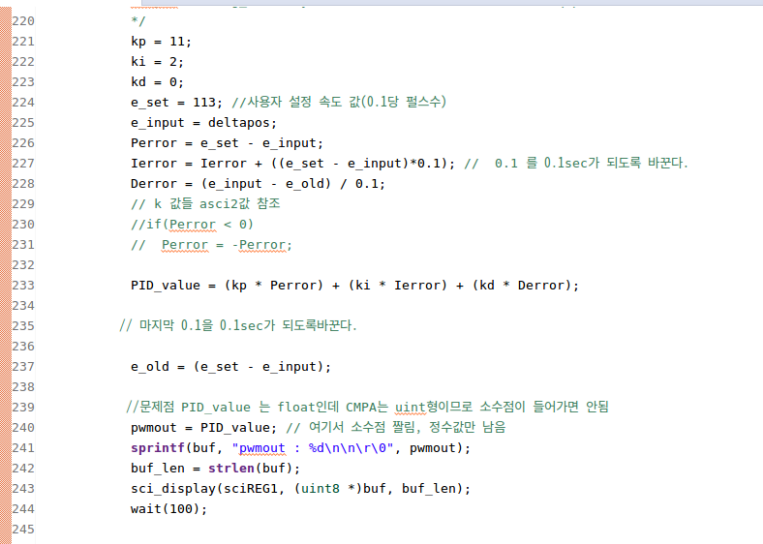 220 */
221 kp = 11;
222 ki = 2;
223 kd = 0;
224 e_set = 113; //사용자 설정 속도 값(0.1당 펄스수)
225 e_input = deltapos;
226 Perror = e_set - e_input;
227 Ierror = Ierror + ((e_set - e_input)*0.1); //  0.1 를 0.1sec가 되도록 바꾼다.
228 Derror = (e_input - e_old) / 0.1;
229 // k 값들 asci2값 참조
230 //if(Perror < 0)
231 //  Perror = -Perror;
232
233 PID_value = (kp * Perror) + (ki * Ierror) + (kd * Derror);
234
235 // 마지막 0.1을 0.1sec가 되도록바꾼다.
236
237 e_old = (e_set - e_input);
238
239 //문제점 PID_value 는 float인데 CMPA는 uint형이므로 소수점이 들어가면 안됨
240 pwmout = PID_value; // 여기서 소수점 짤림, 정수값만 남음
241 sprintf(buf, "pwmout : %d\n\n\r\0", pwmout);
242 buf_len = strlen(buf);
243 sci_display(sciREG1, (uint8 *)buf, buf_len);
244 wait(100);
245